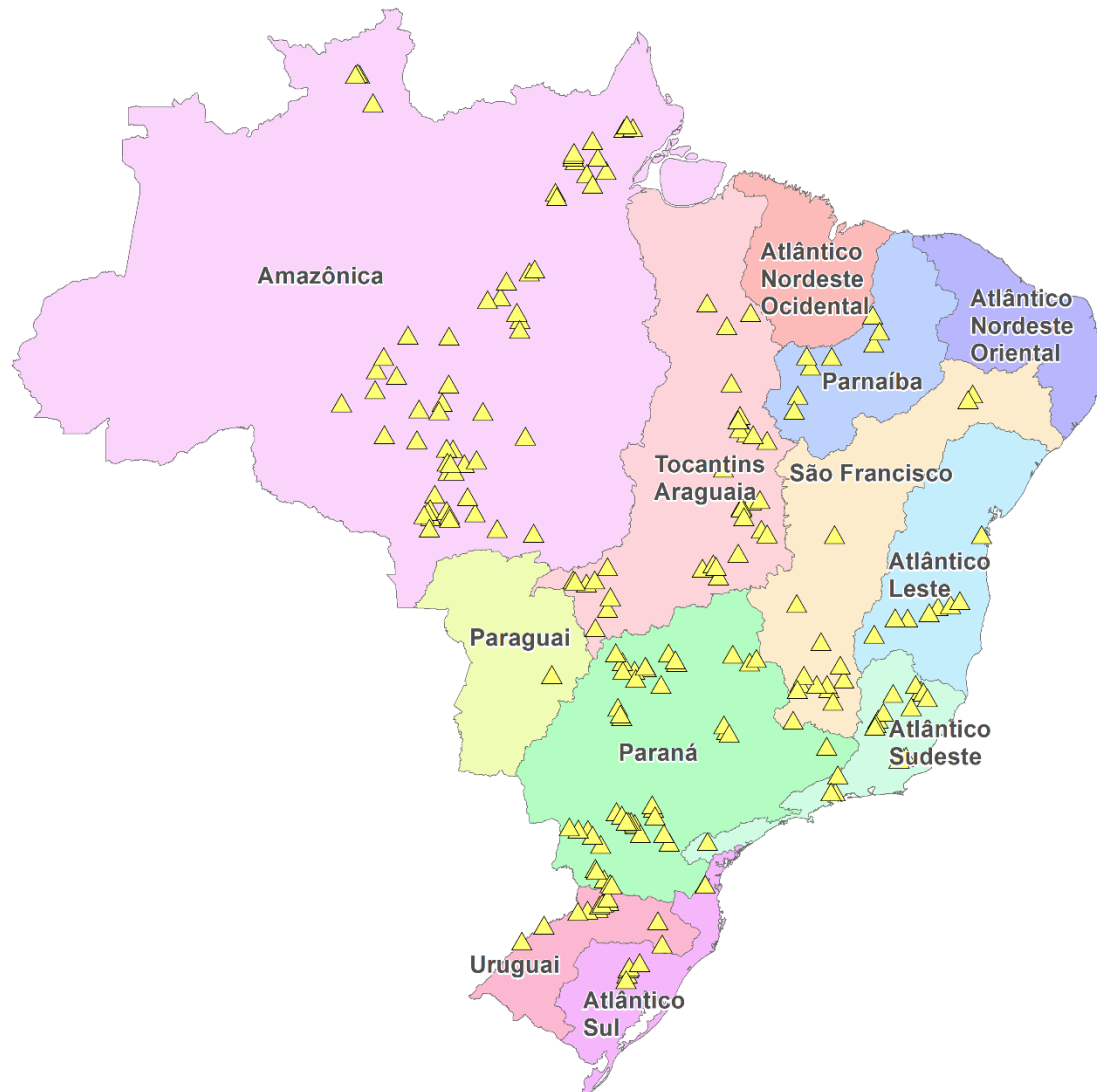 Amazônica
Atlântico
Nordeste
Ocidental
Atlântico
Nordeste
Oriental
Parnaíba
Tocantins
Araguaia
São Francisco
Atlântico
Leste
Paraguai
Atlântico
Sudeste
Paraná
Uruguai
Atlântico
Sul